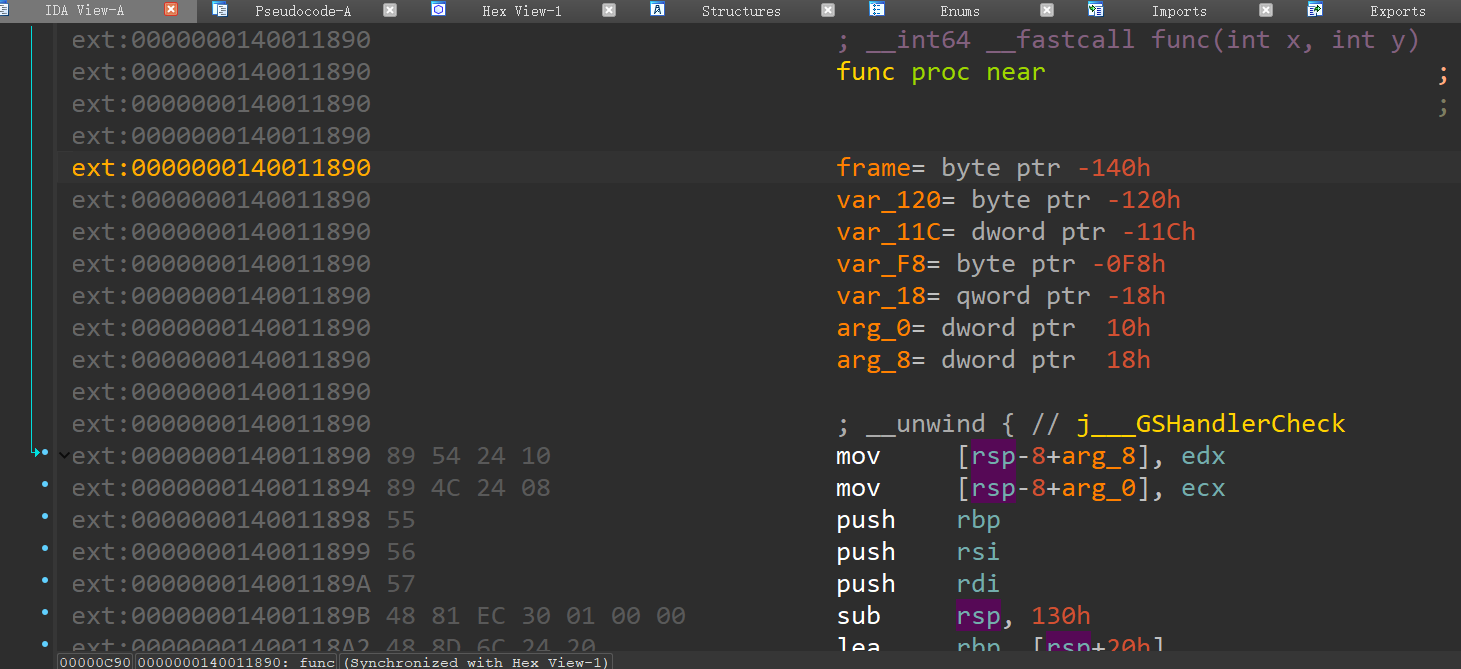 IDA View-A Pseudocode-A Hex View-1 Structures Enums Imports Exports
ext:0000000140011890 ; __int64 __fastcall func(int x, int y)
ext:0000000140011890 func proc near ;
ext:0000000140011890 ;
ext:0000000140011890
ext:0000000140011890 frame= byte ptr -140h
ext:0000000140011890 var_120= byte ptr -120h
ext:0000000140011890 var_11C= dword ptr -11Ch
ext:0000000140011890 var_F8= byte ptr -0F8h
ext:0000000140011890 var_18= qword ptr -18h
ext:0000000140011890 arg_0= dword ptr 10h
ext:0000000140011890 arg_8= dword ptr 18h
ext:0000000140011890
ext:0000000140011890 ; __unwind { // j___GSHandlerCheck
ext:0000000140011890 89 54 24 10 mov [rsp-8+arg_8], edx
ext:0000000140011894 89 4C 24 08 mov [rsp-8+arg_0], ecx
ext:0000000140011898 55 push rbp
ext:0000000140011899 56 push rsi
ext:000000014001189A 57 push rdi
ext:000000014001189B 48 81 EC 30 01 00 00 sub rsp, 130h
ext:00000001400118A2 48 8D 6C 24 20 lea rbp, [rsp+20h]
00000C90 0000000140011890: func (Synchronized with Hex View-1)